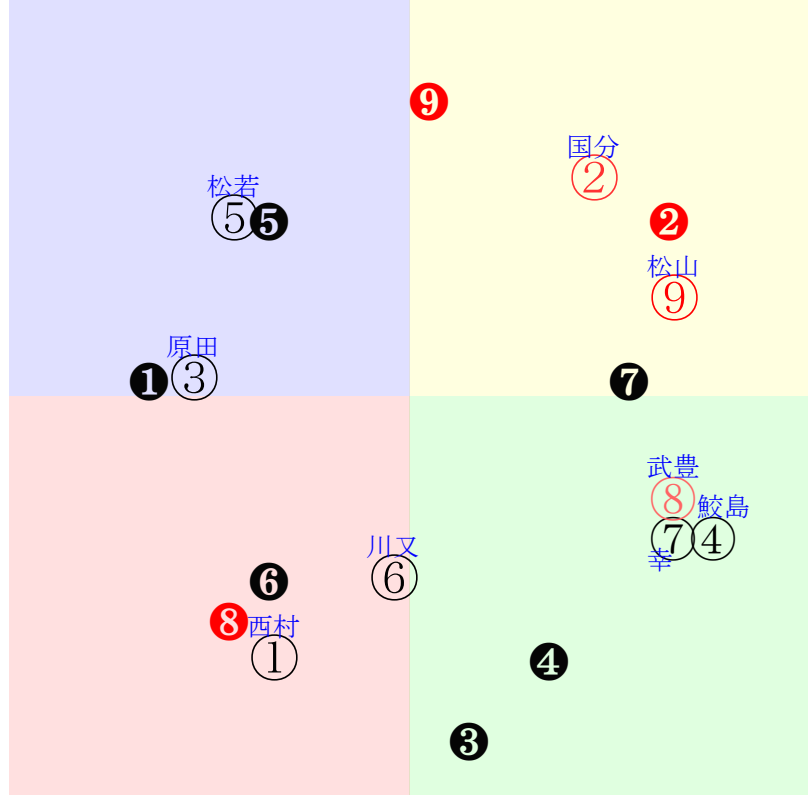 ❾
国分
②
松若
⑤❺
❷
松山
⑨
原田
❶③
❼
武豊
⑧
鮫島
⑦④
幸
川又
⑥
❻
❽西村
①
❹
❸